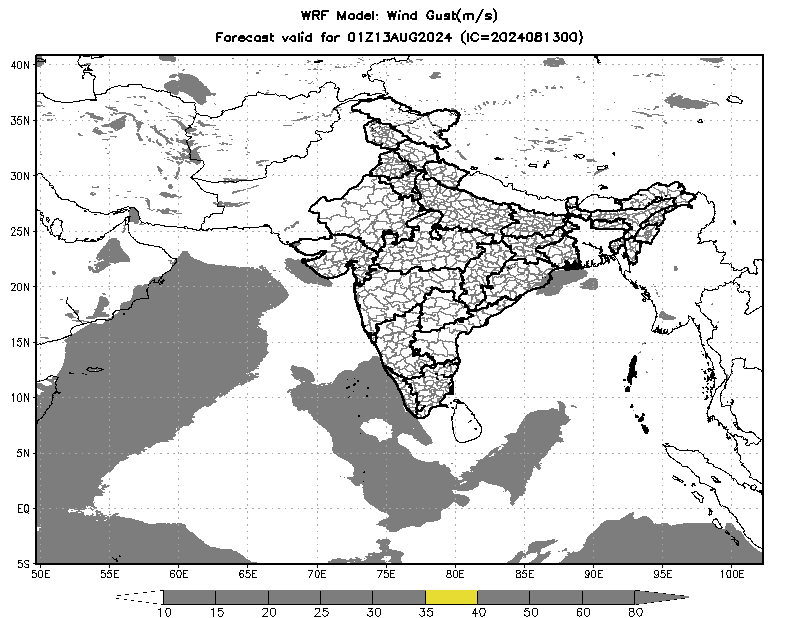 WRF Model: Wind Gust(m/s)
Forecast valid for 01Z13AUG2024 (IC=2024081300)
40N
35N
30N
25N
20N
15N
10N
5N
EQ
5S
50E 55E 60E 65E 70E 75E 80E 85E 90E 95E 100E
10 15 20 25 30 35 40 50 60 80